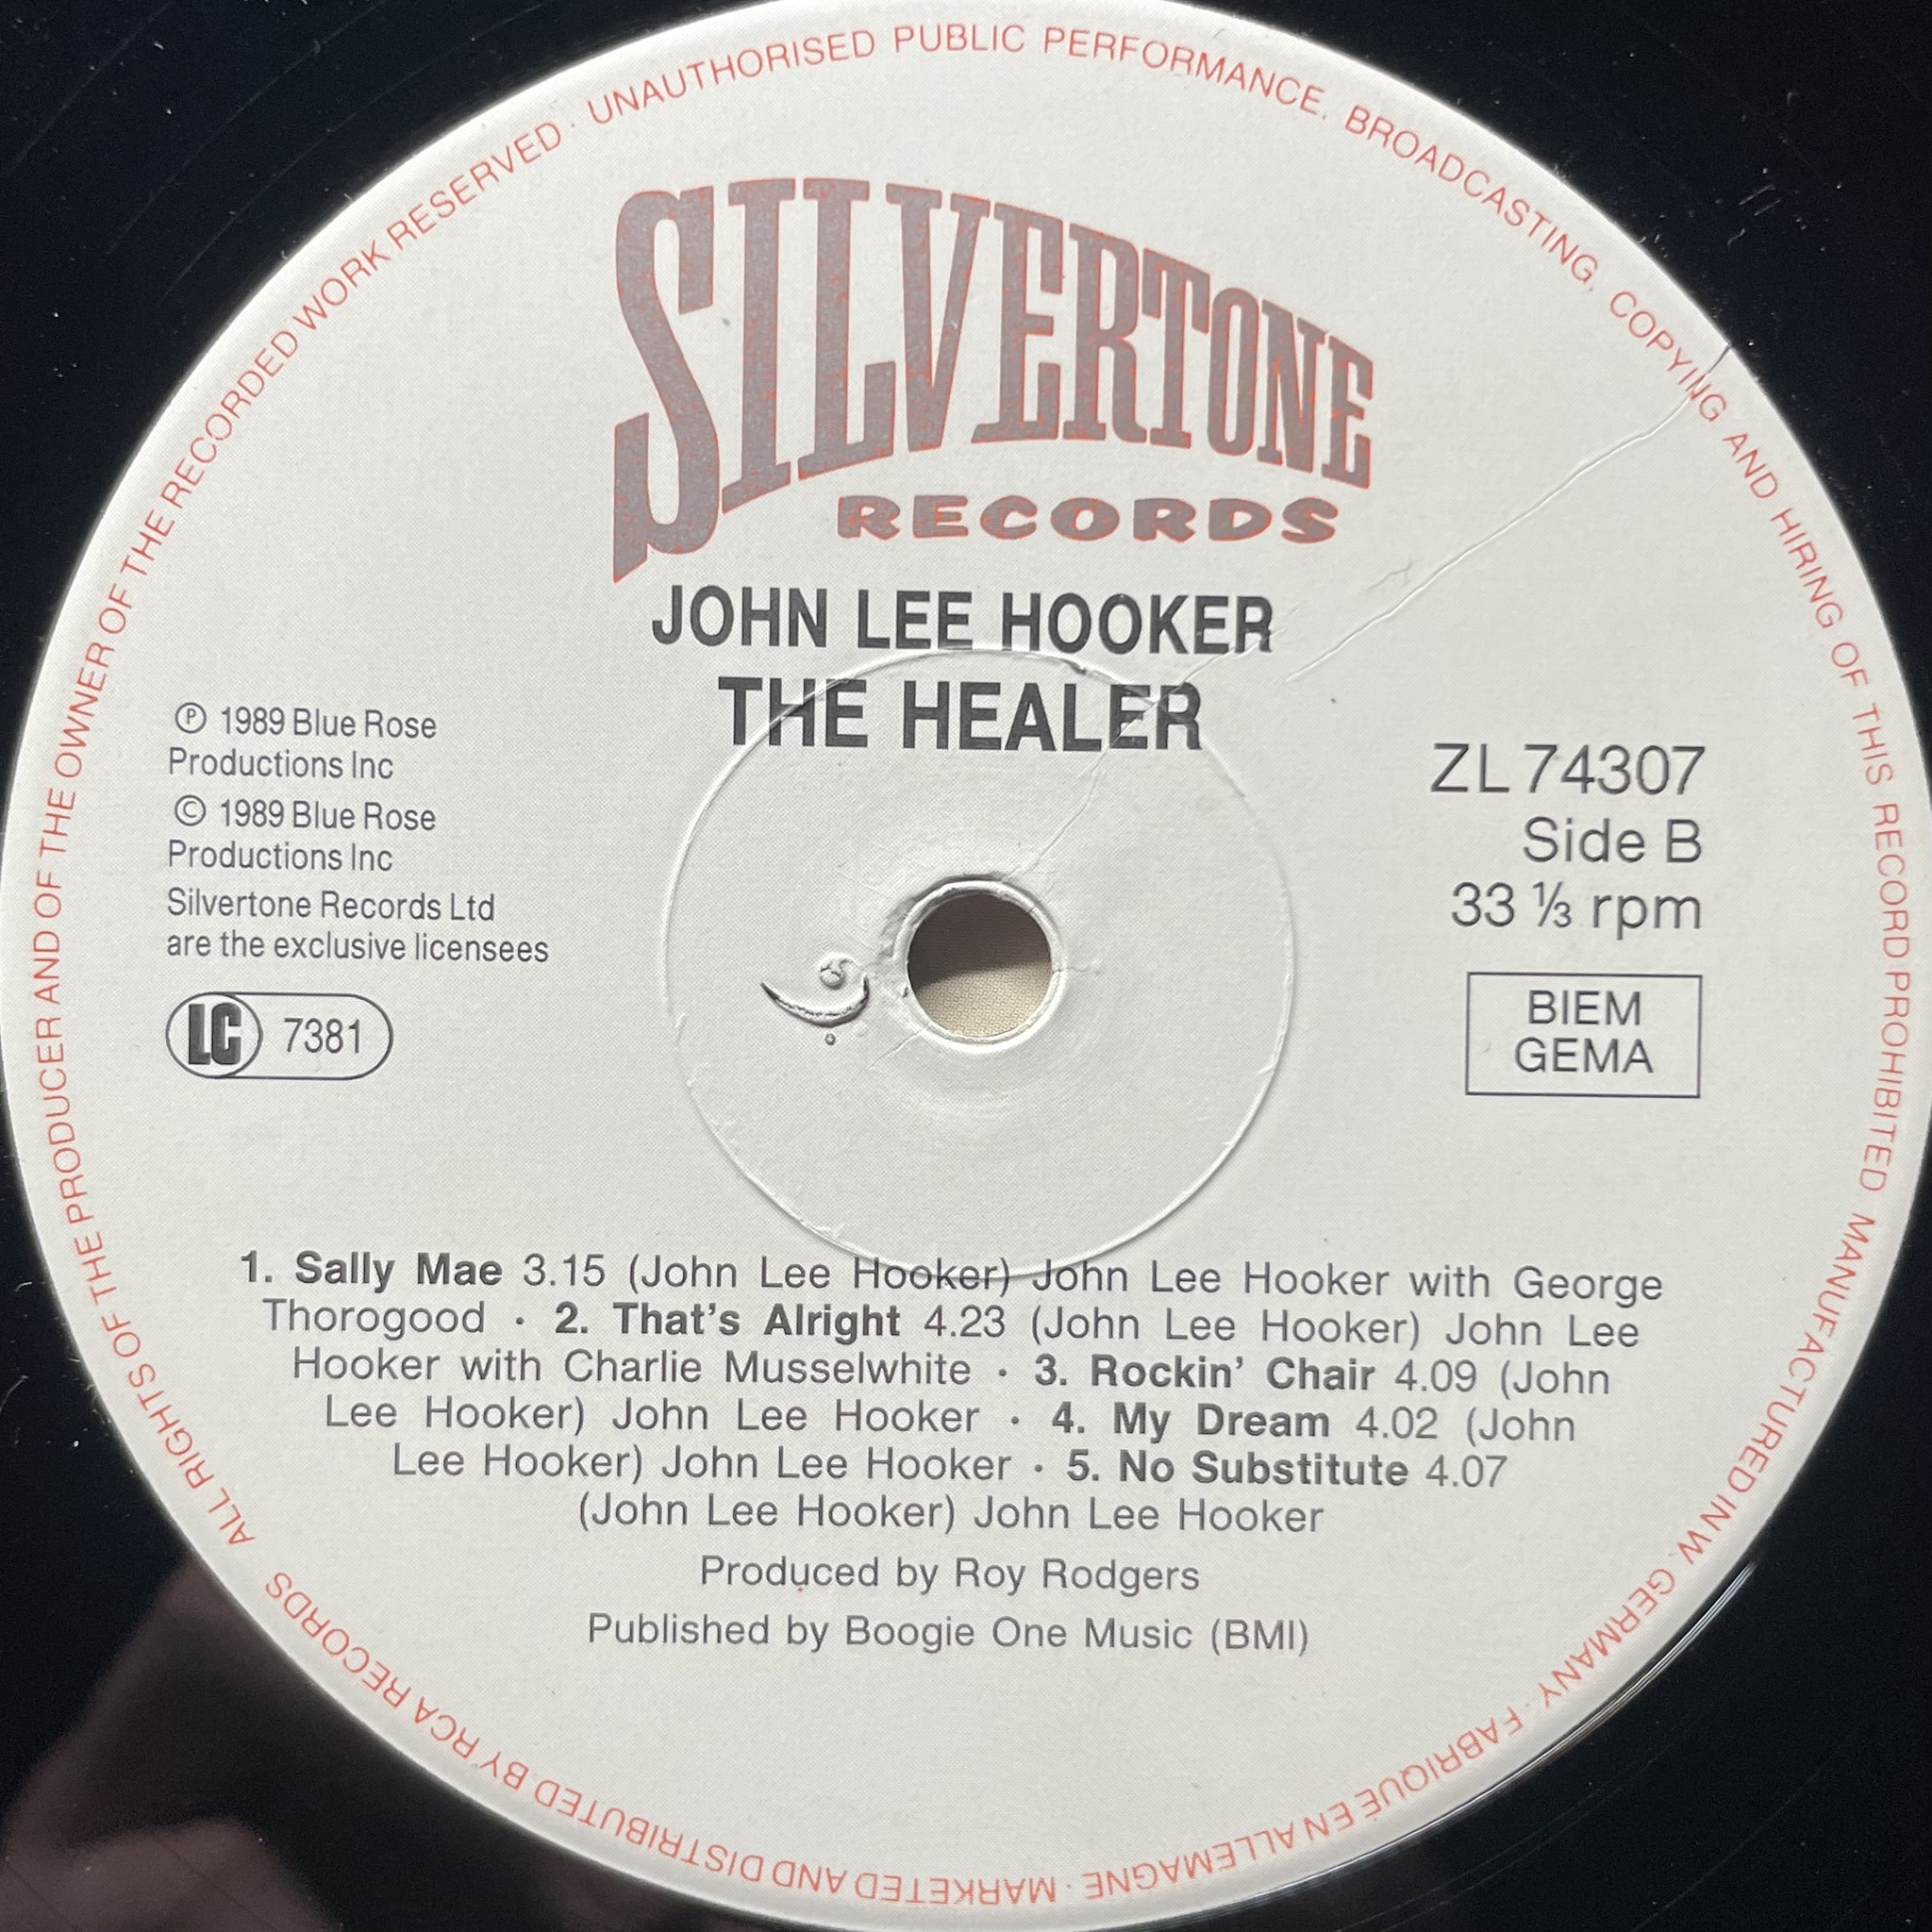 ALL RIGHTS OF THE PRODUCER AND OF THE OWNER OF THE RECORDED WORK RESERVED · UNAUTHORISED PUBLIC PERFORMANCE, BROADCASTING, COPYING AND HIRING OF THIS RECORD PROHIBITED MANUFACTURED IN W. GERMANY · FABRIQUÉ EN ALLEMAGNE · MARKETED AND DISTRIBUTED BY RCA RECORDS
SILVERTONE
RECORDS
JOHN LEE HOOKER
THE HEALER
℗ 1989 Blue Rose
Productions Inc
© 1989 Blue Rose
Productions Inc
Silvertone Records Ltd
are the exclusive licensees
LC 7381
ZL 74307
Side B
33 ⅓ rpm
BIEM
GEMA
1. Sally Mae 3.15 (John Lee Hooker) John Lee Hooker with George
Thorogood · 2. That's Alright 4.23 (John Lee Hooker) John Lee
Hooker with Charlie Musselwhite · 3. Rockin' Chair 4.09 (John
Lee Hooker) John Lee Hooker · 4. My Dream 4.02 (John
Lee Hooker) John Lee Hooker · 5. No Substitute 4.07
(John Lee Hooker) John Lee Hooker
Produced by Roy Rodgers
Published by Boogie One Music (BMI)